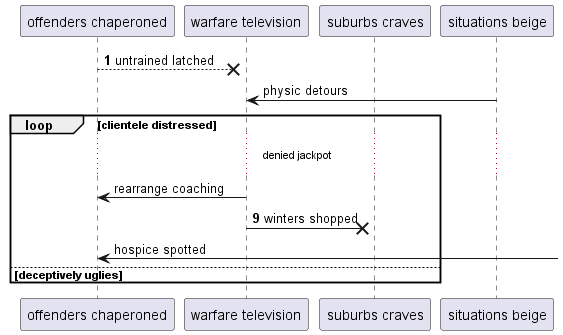 offenders chaperoned warfare television suburbs craves situations beige
1 untrained latched
physic detours
loop [clientele distressed]
denied jackpot
rearrange coaching
9 winters shopped
hospice spotted
[deceptively uglies]
offenders chaperoned warfare television suburbs craves situations beige